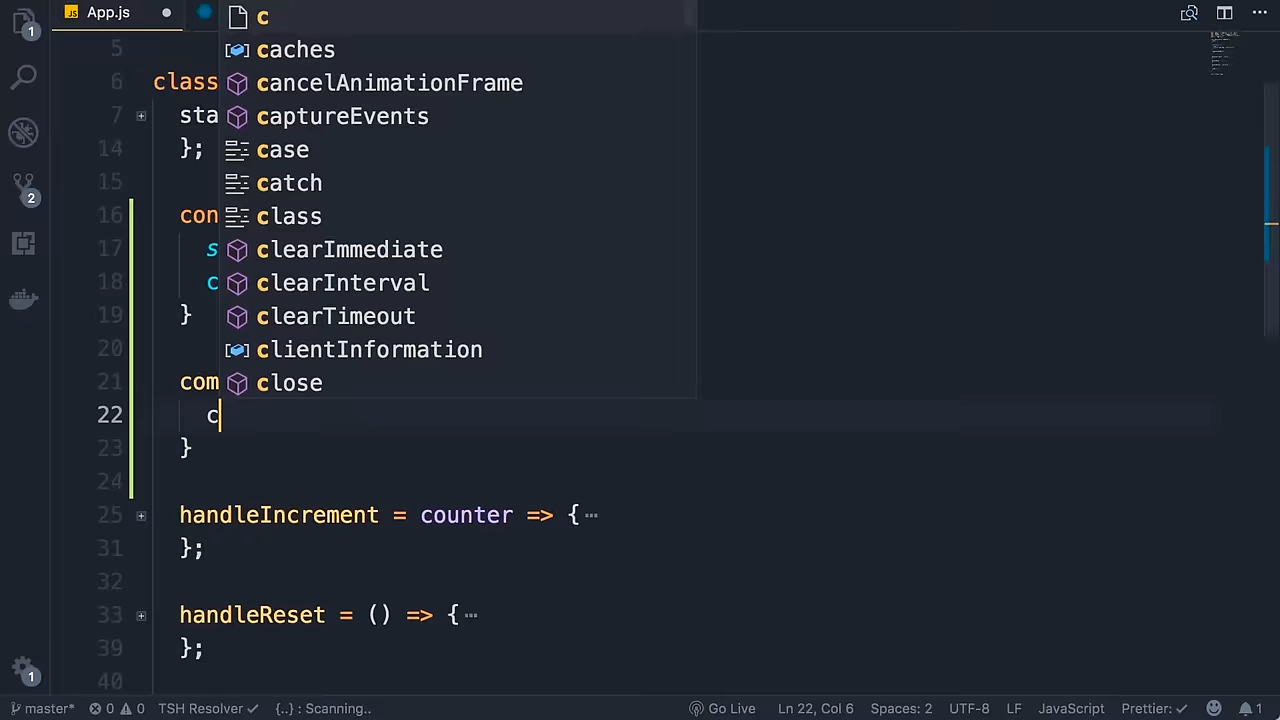 JS App.js
1
c
5
caches
6 class
cancelAnimationFrame
7 sta
captureEvents
14 };
case
15
catch
2
16 con
class
17 s
clearImmediate
18 c
clearInterval
19 }
clearTimeout
20
clientInformation
21 com
close
22 c
23 }
24
25 handleIncrement = counter => {
31 };
32
33 handleReset = () => {
39 };
40
1
master* 0 0 TSH Resolver {..} : Scanning.. Go Live Ln 22, Col 6 Spaces: 2 UTF-8 LF JavaScript Prettier: 1